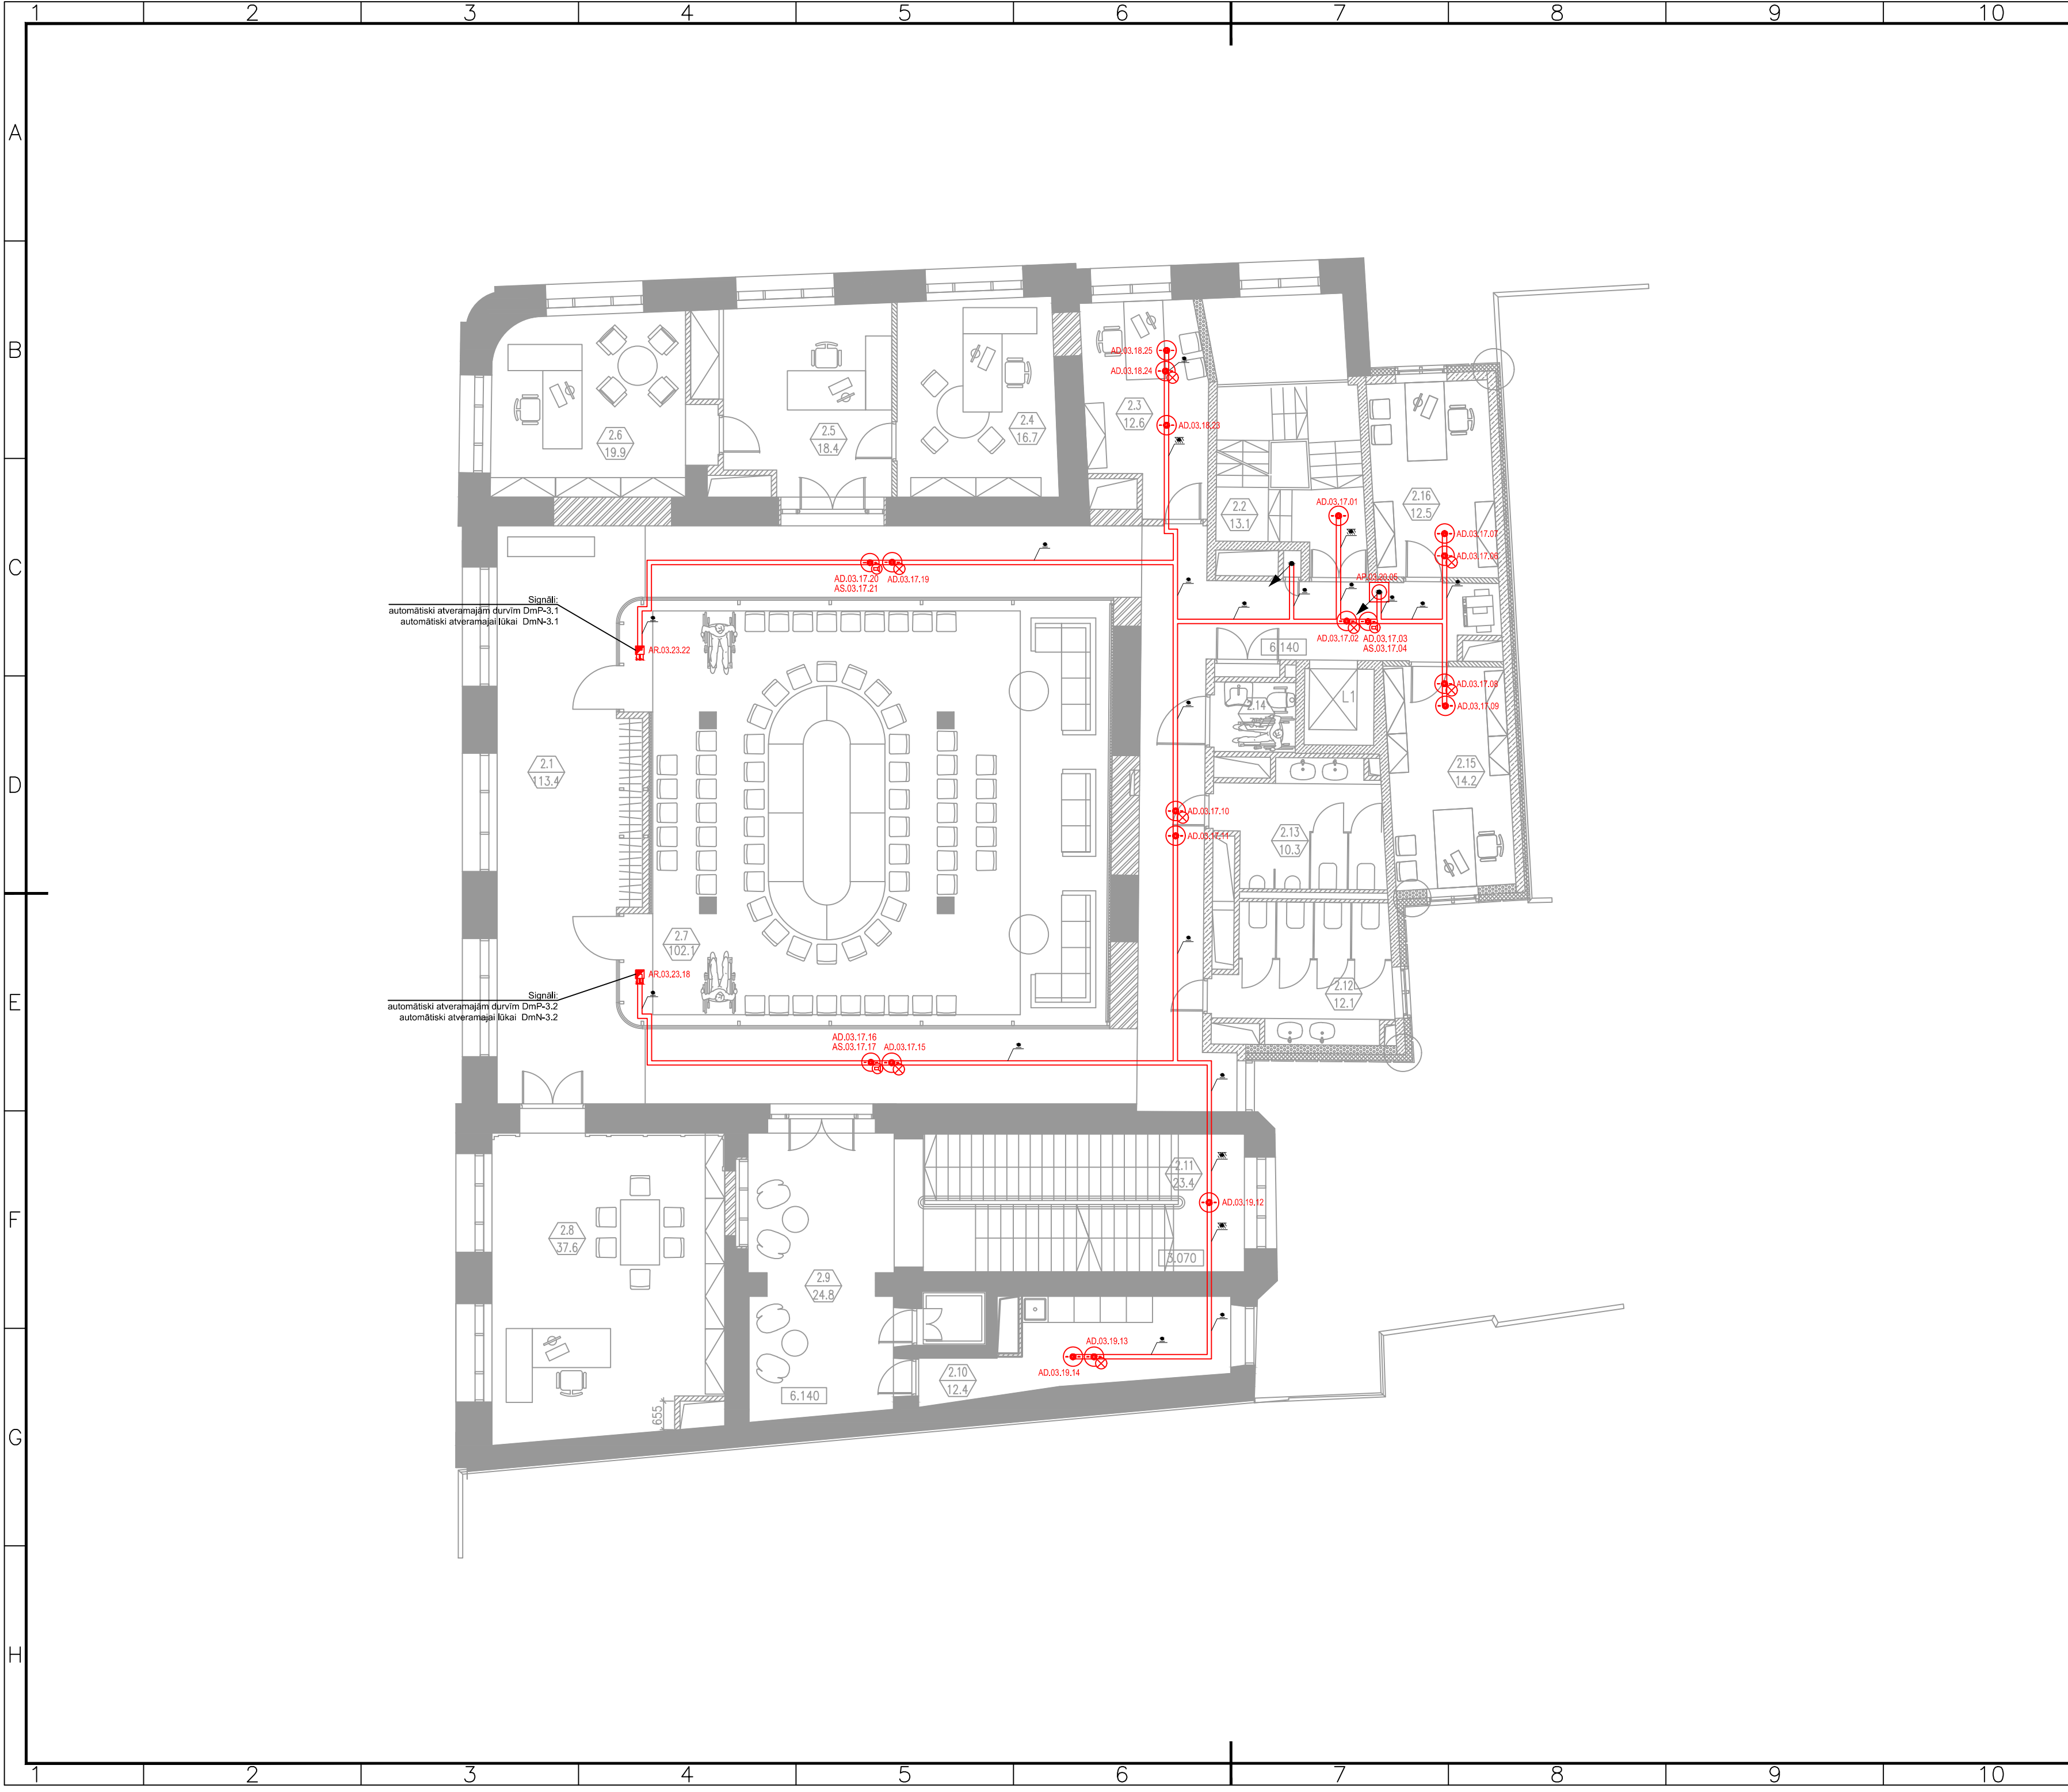 1 2 3 4 5 6 7 8 9 10
A
B
C
D
E
F
G
H
AD.03.18.25
AD.03.18.24
2.3
12.6
AD.03.18.23
2.6
19.9
2.5
18.4
2.4
16.7
2.2
13.1
AD.03.17.01
2.16
12.5
AD.03.17.07
AD.03.17.06
AD.03.17.20
AS.03.17.21
AD.03.17.19
AP.03.20.05
Signāli:
automātiski atveramajām durvīm DmP-3.1
automātiski atveramajai lūkai DmN-3.1
AR.03.23.22
AD.03.17.02
AD.03.17.03
AS.03.17.04
6.140
AD.03.17.08
AD.03.17.09
L1
2.14
2.1
113.4
2.15
14.2
AD.03.17.10
AD.03.17.11
2.13
10.3
2.7
102.1
AR.03.23.18
Signāli:
automātiski atveramajām durvīm DmP-3.2
automātiski atveramajai lūkai DmN-3.2
2.12
12.1
AD.03.17.16
AS.03.17.17
AD.03.17.15
2.11
23.4
AD.03.19.12
2.8
37.6
3.070
2.9
24.8
AD.03.19.13
AD.03.19.14
2.10
12.4
6.140
655
1 2 3 4 5 6 7 8 9 10